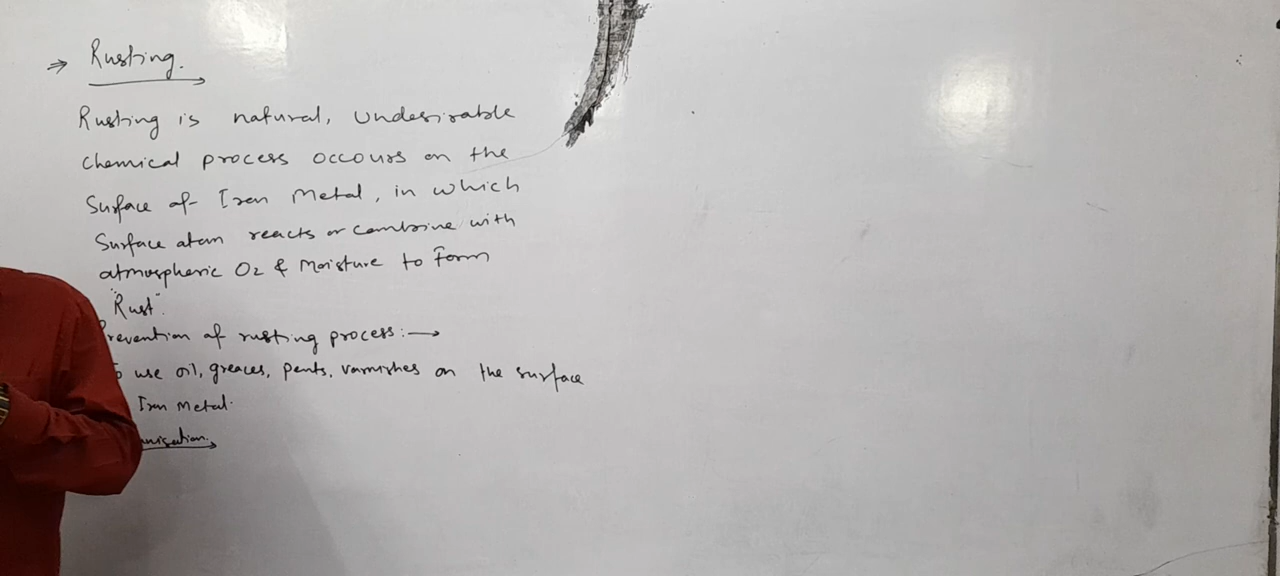 ⇒ Rusting.
Rusting is natural, undesirable
chemical process occours on the
Surface of Iron Metal, in which
Surface atom reacts or combine with
atmospheric O2 & Moisture to form
"Rust".
revention of rusting process:⟶
use oil, greaces, pents, varnishes on the surface
Iron Metal.
nisation.